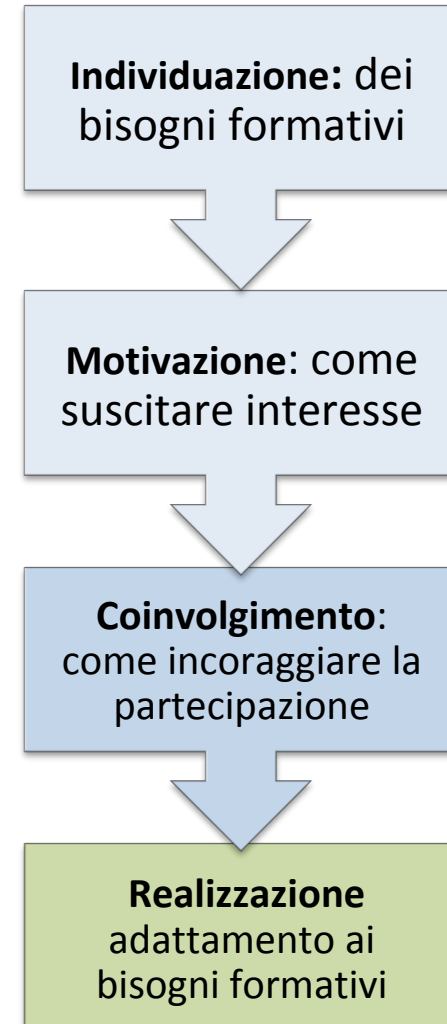 Individuazione: dei
bisogni formativi
Motivazione: come
suscitare interesse
Coinvolgimento:
come incoraggiare la
partecipazione
Realizzazione
adattamento ai
bisogni formativi